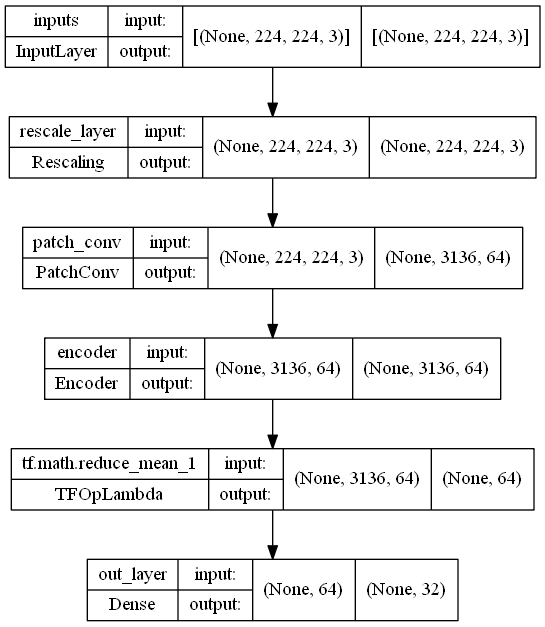 inputs input: [(None, 224, 224, 3)] [(None, 224, 224, 3)]
InputLayer output:
rescale_layer input: (None, 224, 224, 3) (None, 224, 224, 3)
Rescaling output:
patch_conv input: (None, 224, 224, 3) (None, 3136, 64)
PatchConv output:
encoder input: (None, 3136, 64) (None, 3136, 64)
Encoder output:
tf.math.reduce_mean_1 input: (None, 3136, 64) (None, 64)
TFOpLambda output:
out_layer input: (None, 64) (None, 32)
Dense output: